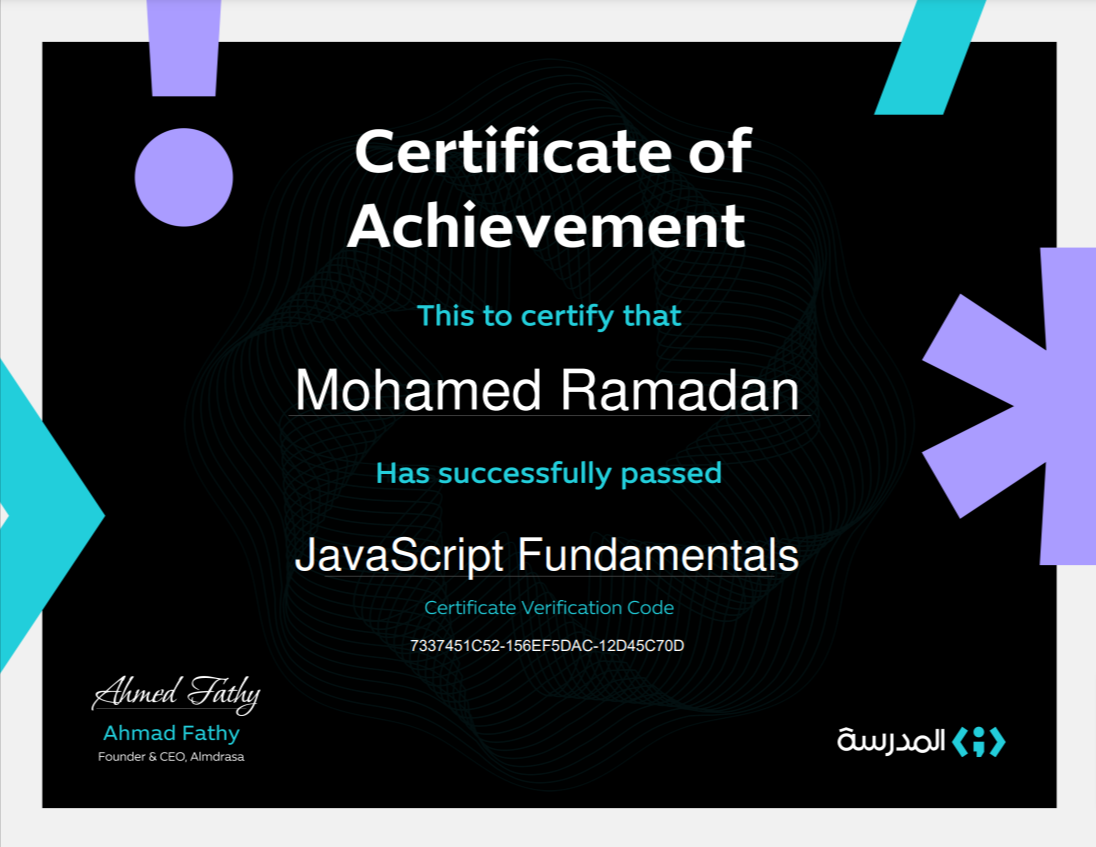 Certificate of
Achievement
This to certify that
Mohamed Ramadan
Has successfully passed
JavaScript Fundamentals
Certificate Verification Code
7337451C52-156EF5DAC-12D45C70D
Ahmed Fathy
Ahmad Fathy
Founder & CEO, Almdrasa
المدرسة